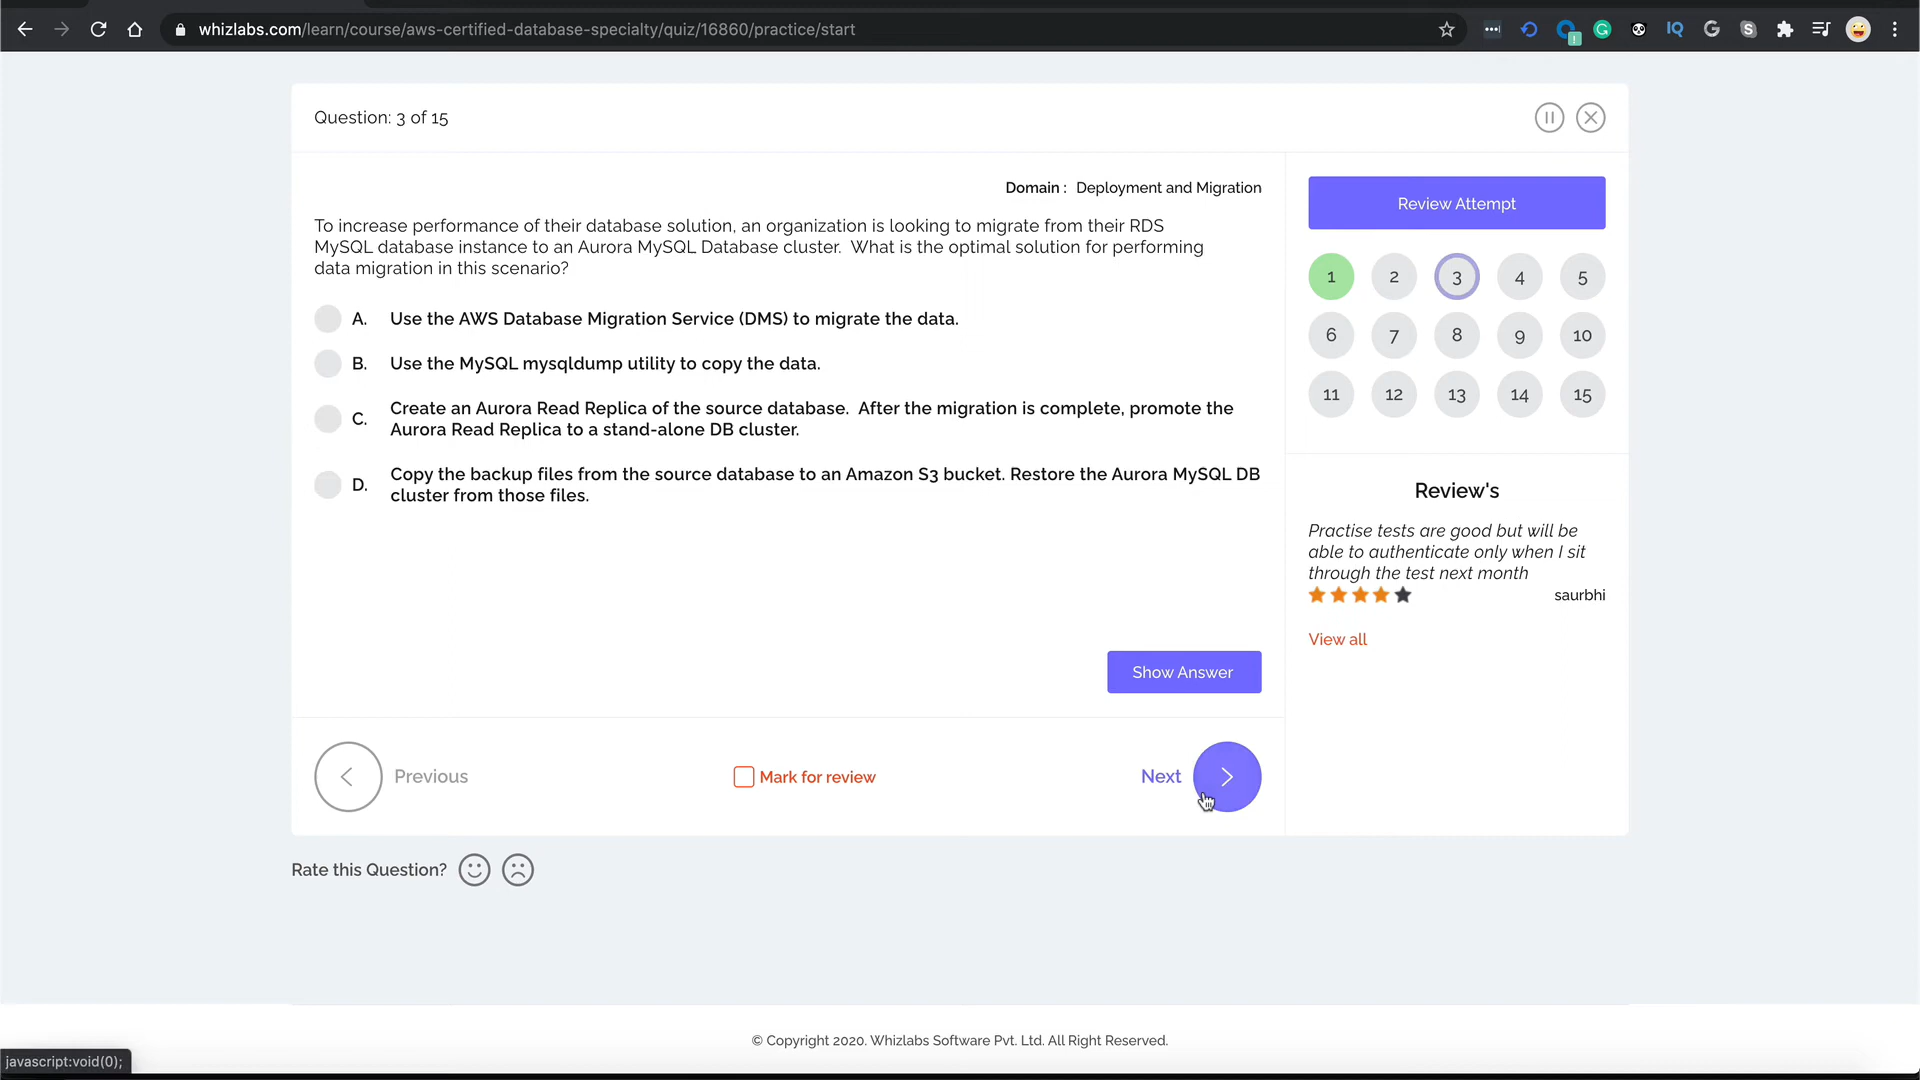 whizlabs.com/learn/course/aws-certified-database-specialty/quiz/16860/practice/start
Question: 3 of 15
Domain : Deployment and Migration
To increase performance of their database solution, an organization is looking to migrate from their RDS
MySQL database instance to an Aurora MySQL Database cluster. What is the optimal solution for performing
data migration in this scenario?
A. Use the AWS Database Migration Service (DMS) to migrate the data.
B. Use the MySQL mysqldump utility to copy the data.
C. Create an Aurora Read Replica of the source database. After the migration is complete, promote the
Aurora Read Replica to a stand-alone DB cluster.
D. Copy the backup files from the source database to an Amazon S3 bucket. Restore the Aurora MySQL DB
cluster from those files.
Show Answer
Previous
Mark for review
Next
Review Attempt
1 2 3 4 5
6 7 8 9 10
11 12 13 14 15
Review's
Practise tests are good but will be
able to authenticate only when I sit
through the test next month
saurbhi
View all
Rate this Question?
© Copyright 2020. Whizlabs Software Pvt. Ltd. All Right Reserved.
javascript:void(0);